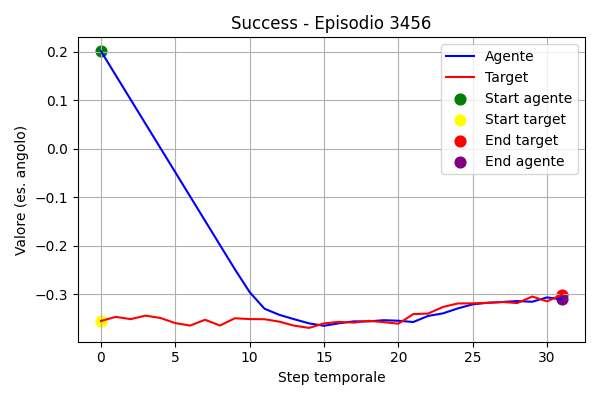 Success - Episodio 3456
Valore (es. angolo)
0.2
0.1
0.0
−0.1
−0.2
−0.3
0
5
10
15
20
25
30
Step temporale
Agente
Target
Start agente
Start target
End target
End agente